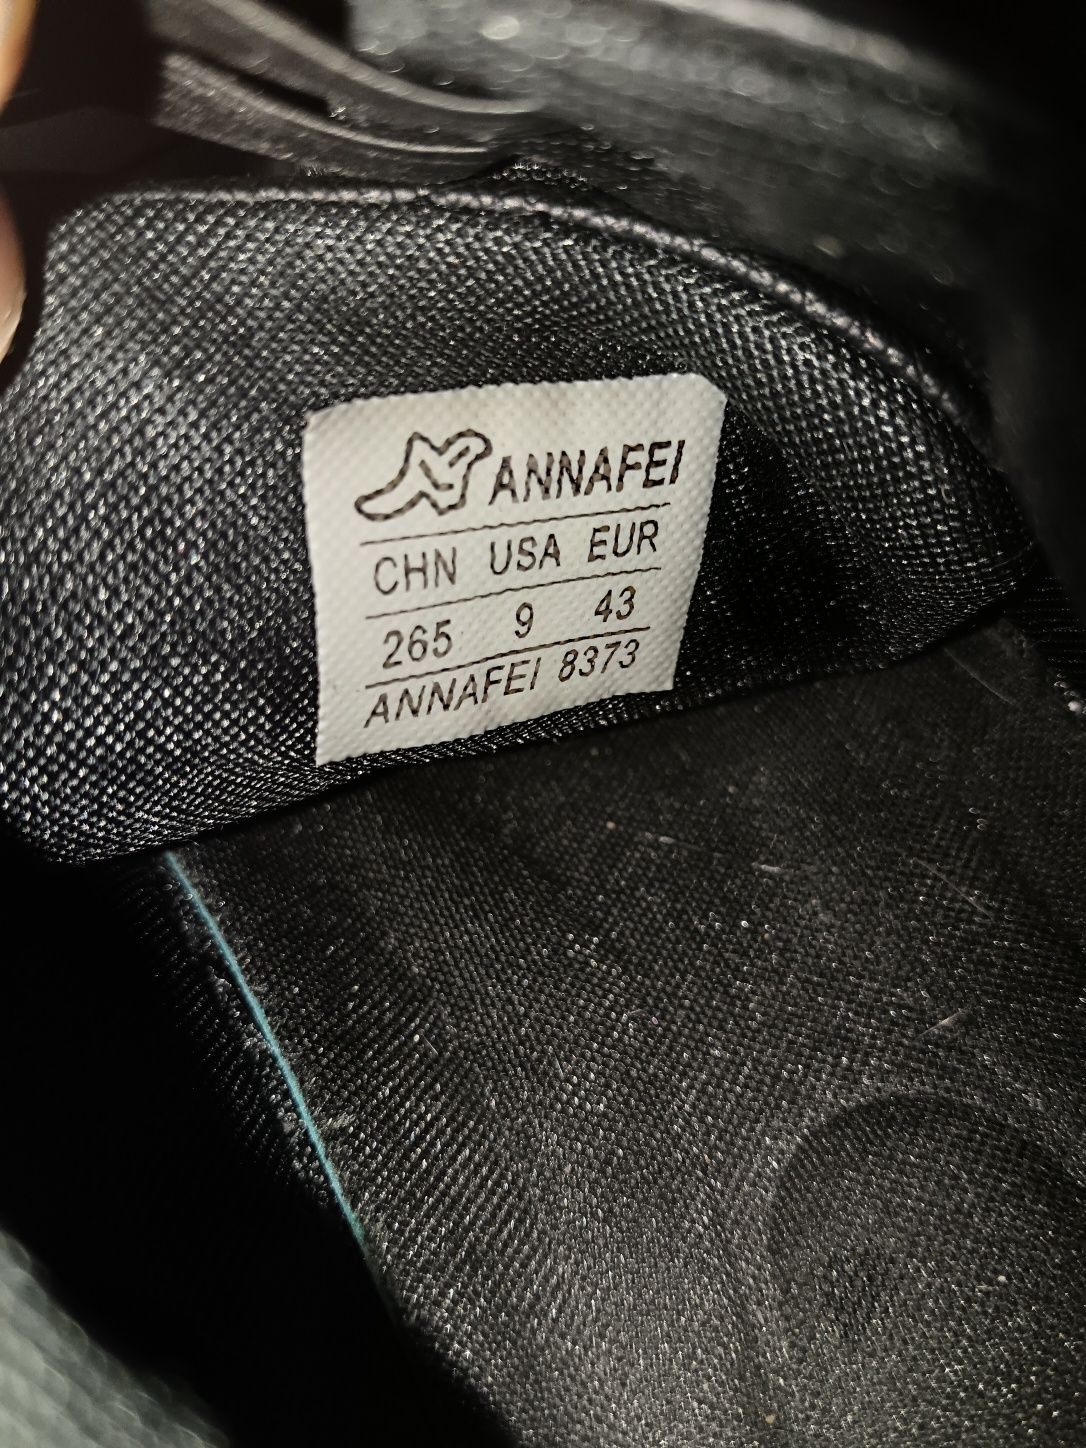 ANNAFEI
CHN USA EUR
265 9 43
ANNAFEI 8373